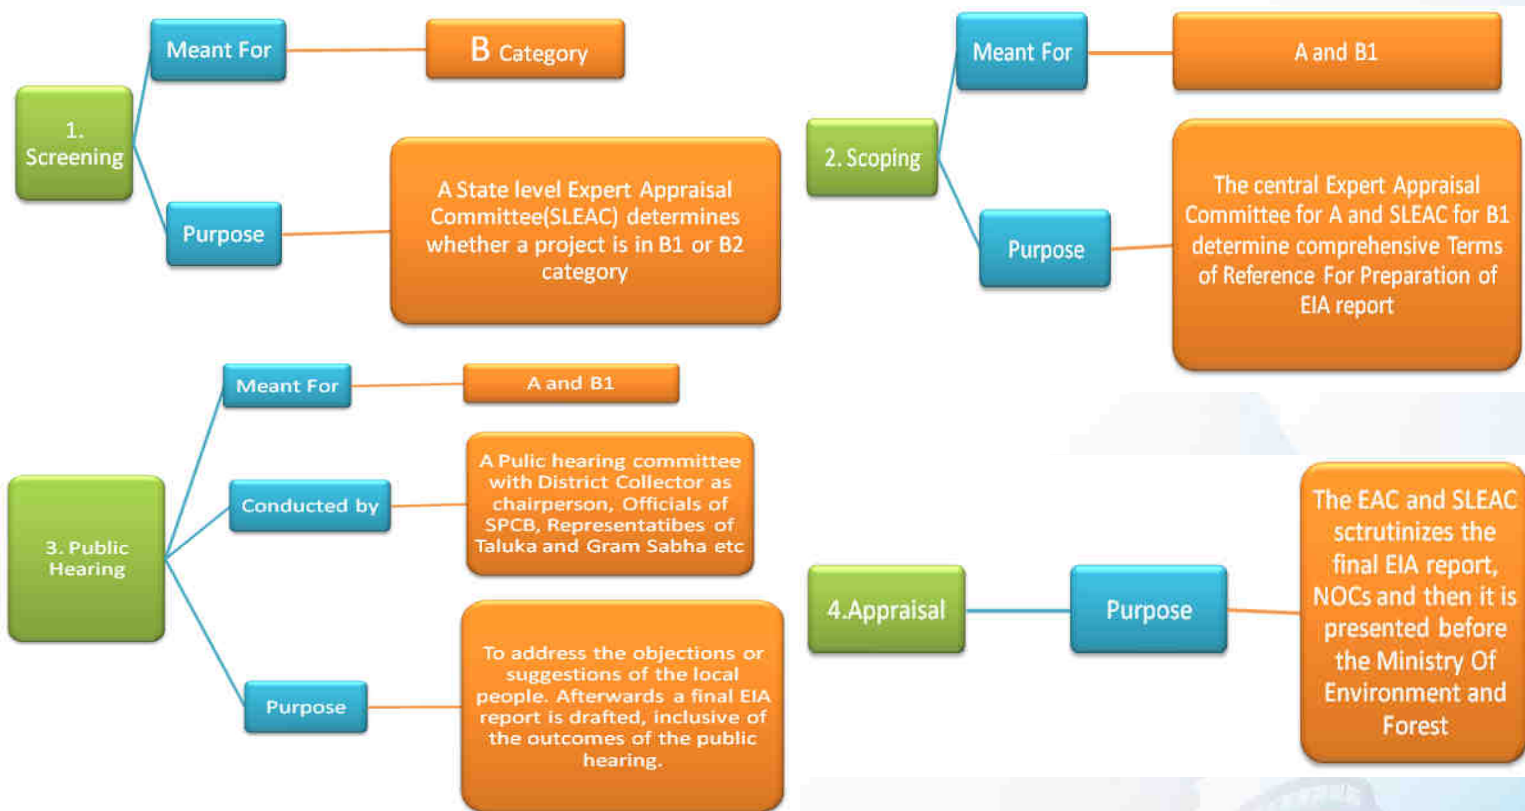 1.
Screening
Meant For
B Category
Purpose
A State level Expert Appraisal
Committee(SLEAC) determines
whether a project is in B1 or B2
category
2. Scoping
Meant For
A and B1
Purpose
The central Expert Appraisal
Committee for A and SLEAC for B1
determine comprehensive Terms
of Reference For Preparation of
EIA report
3. Public
Hearing
Meant For
A and B1
Conducted by
A Pulic hearing committee
with District Collector as
chairperson, Officials of
SPCB, Representatibes of
Taluka and Gram Sabha etc
Purpose
To address the objections or
suggestions of the local
people. Afterwards a final EIA
report is drafted, inclusive of
the outcomes of the public
hearing.
4.Appraisal
Purpose
The EAC and SLEAC
sctrutinizes the
final EIA report,
NOCs and then it is
presented before
the Ministry Of
Environment and
Forest